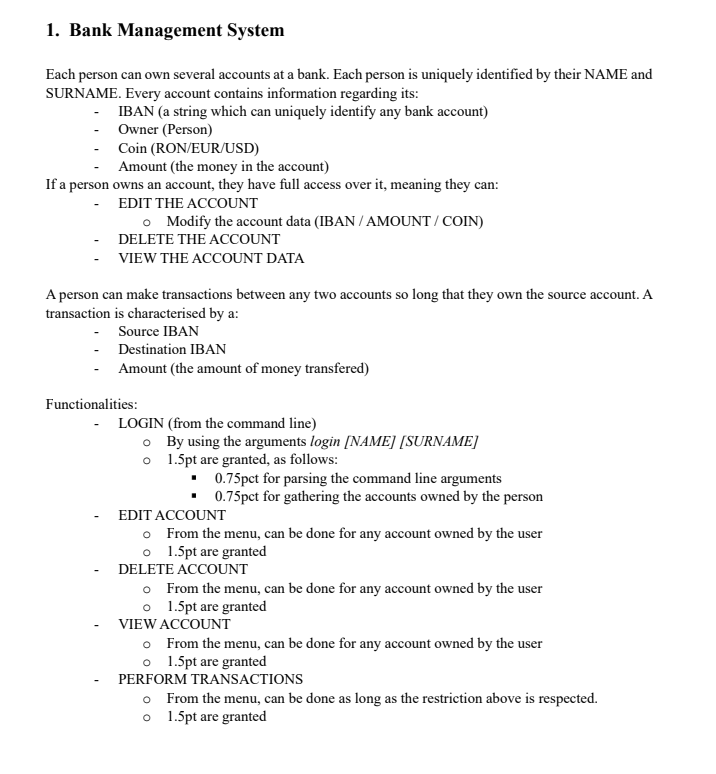 1. Bank Management System
Each person can own several accounts at a bank. Each person is uniquely identified by their NAME and
SURNAME. Every account contains information regarding its:
- IBAN (a string which can uniquely identify any bank account)
- Owner (Person)
- Coin (RON/EUR/USD)
- Amount (the money in the account)
If a person owns an account, they have full access over it, meaning they can:
- EDIT THE ACCOUNT
o Modify the account data (IBAN / AMOUNT / COIN)
- DELETE THE ACCOUNT
- VIEW THE ACCOUNT DATA
A person can make transactions between any two accounts so long that they own the source account. A
transaction is characterised by a:
- Source IBAN
- Destination IBAN
- Amount (the amount of money transfered)
Functionalities:
- LOGIN (from the command line)
o By using the arguments login [NAME] [SURNAME]
o 1.5pt are granted, as follows:
▪ 0.75pct for parsing the command line arguments
▪ 0.75pct for gathering the accounts owned by the person
- EDIT ACCOUNT
o From the menu, can be done for any account owned by the user
o 1.5pt are granted
- DELETE ACCOUNT
o From the menu, can be done for any account owned by the user
o 1.5pt are granted
- VIEW ACCOUNT
o From the menu, can be done for any account owned by the user
o 1.5pt are granted
- PERFORM TRANSACTIONS
o From the menu, can be done as long as the restriction above is respected.
o 1.5pt are granted